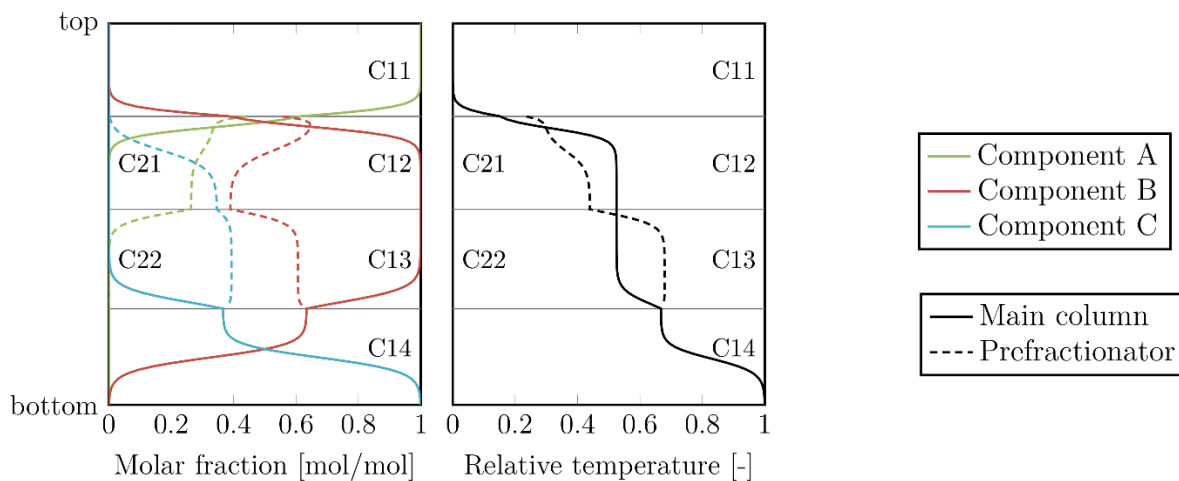 top
C11
C21
C12
C22
C13
C14
bottom
0
0.2
0.4
0.6
0.8
1
Molar fraction [mol/mol]
C11
C21
C12
C22
C13
C14
0
0.2
0.4
0.6
0.8
1
Relative temperature [-]
Component A
Component B
Component C
Main column
Prefractionator